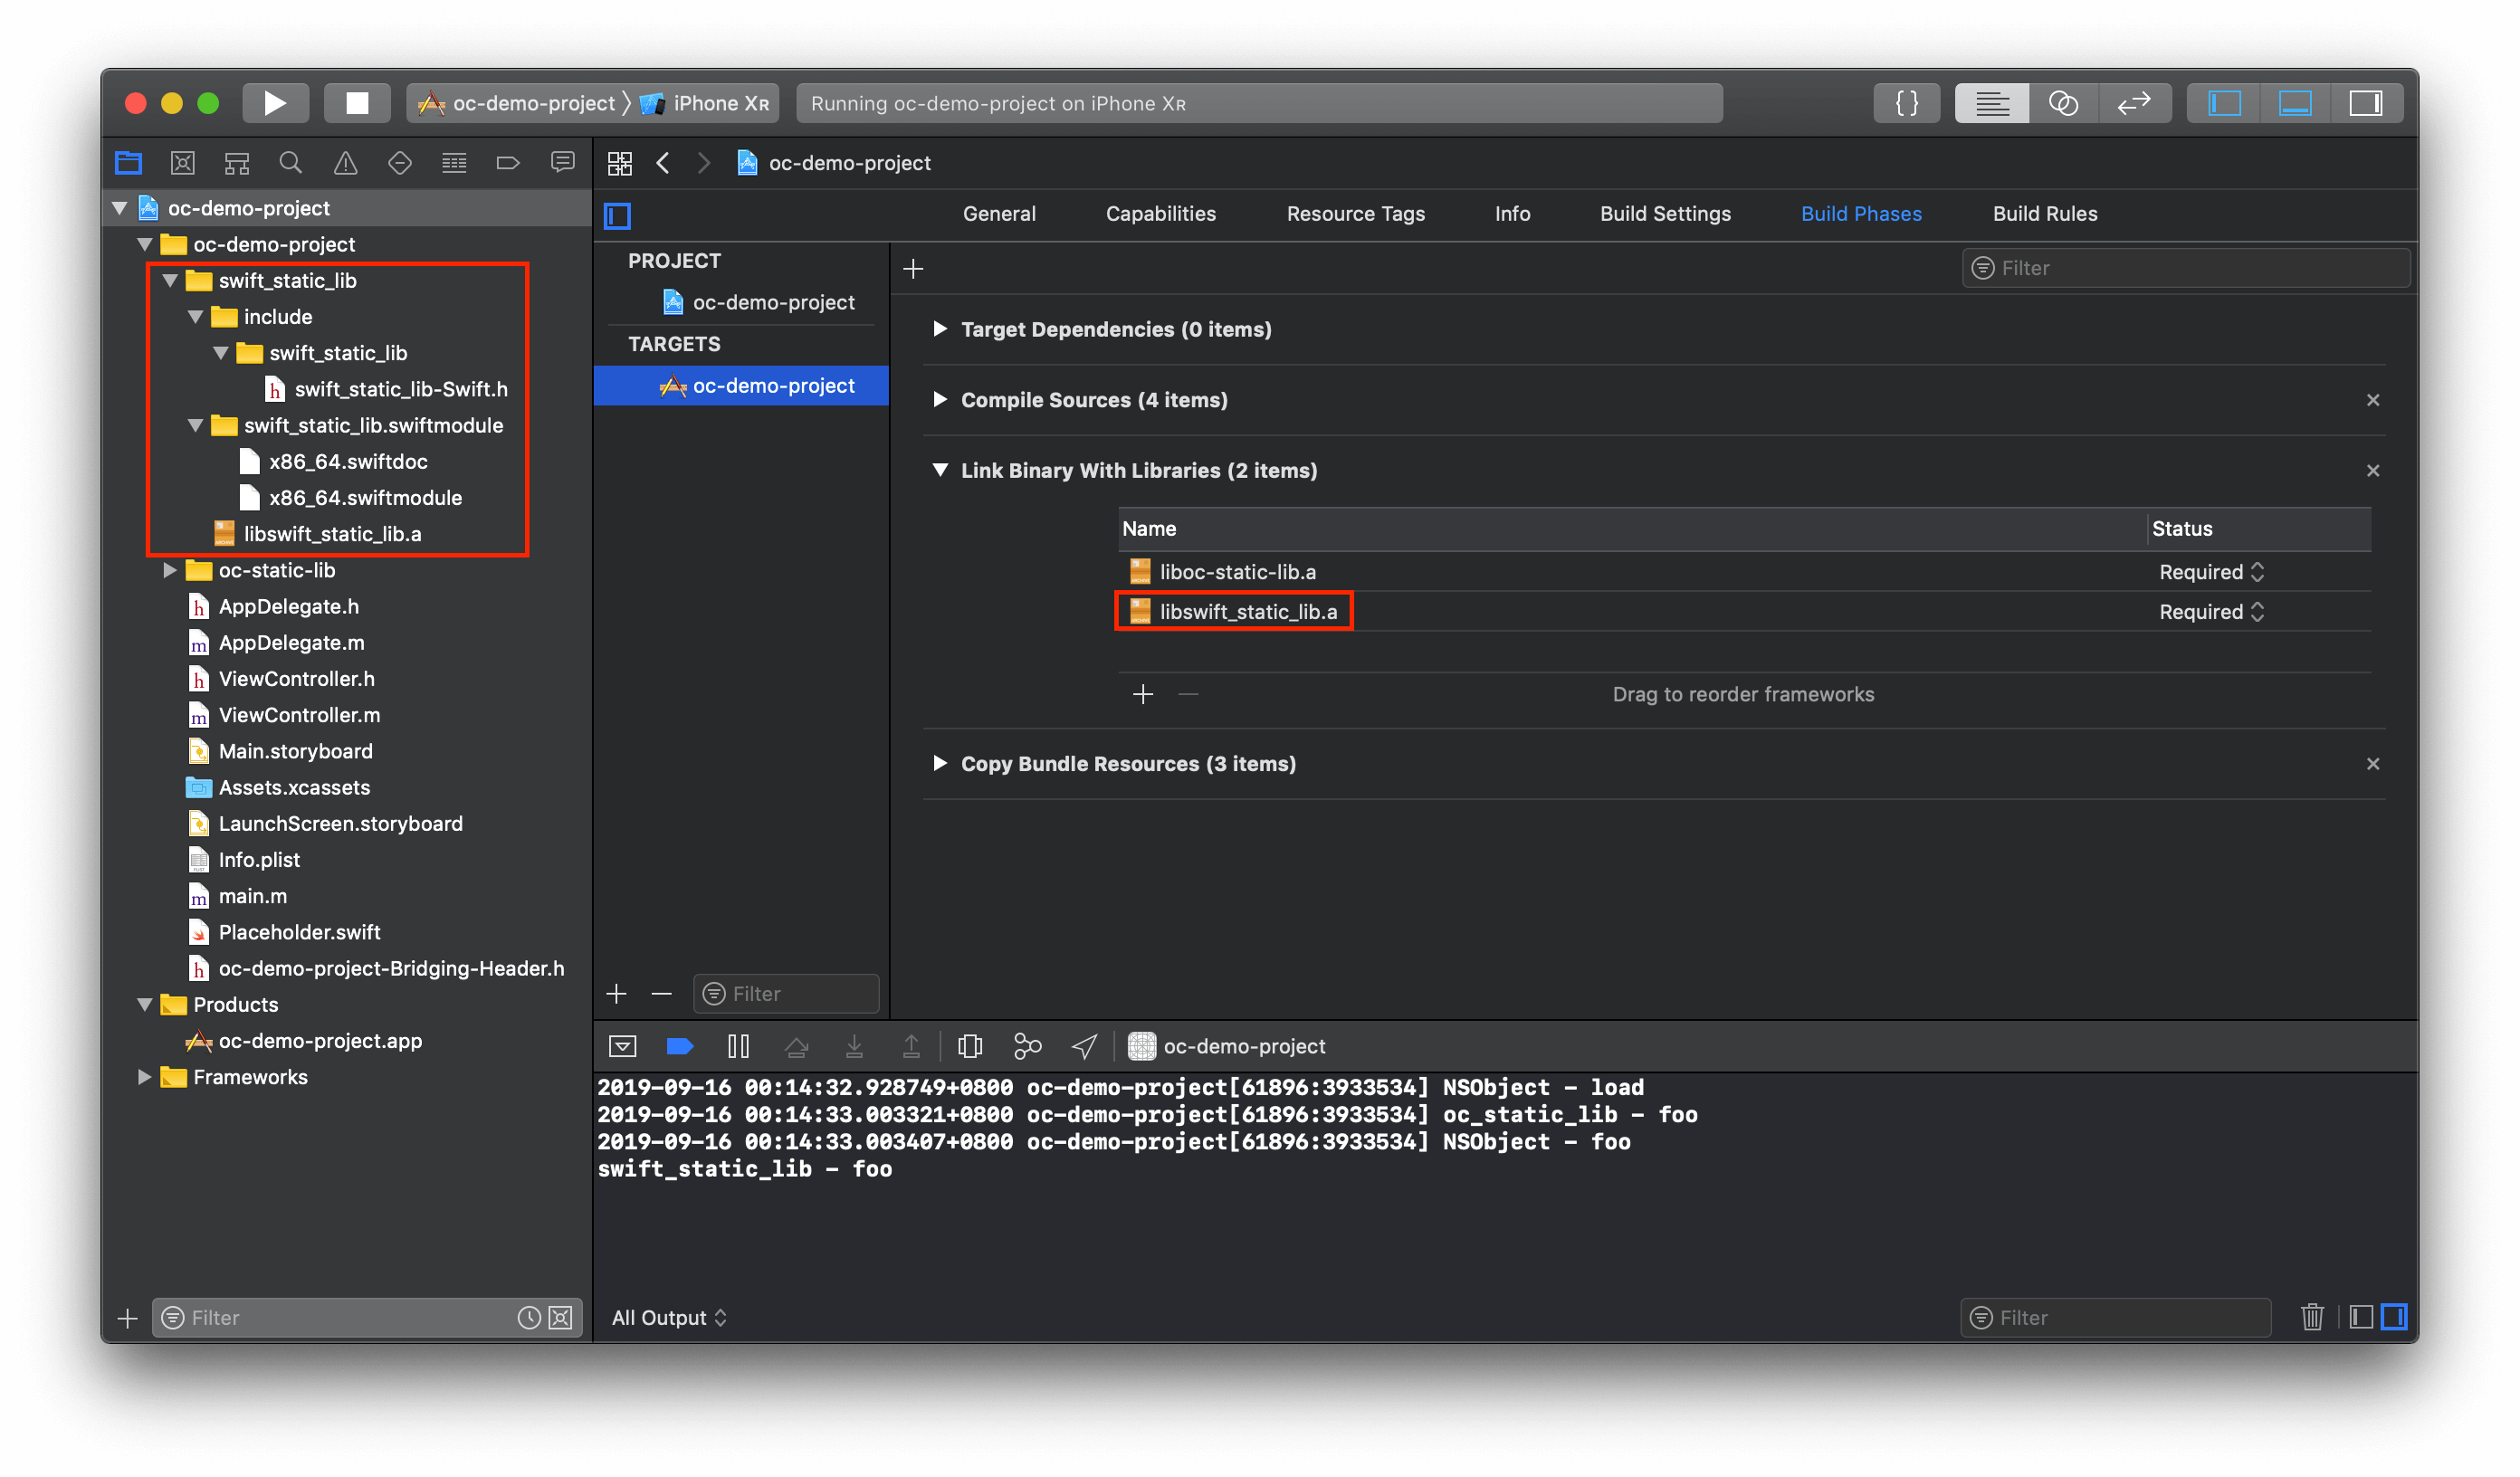 oc-demo-project 〉 iPhone Xʀ
Running oc-demo-project on iPhone Xʀ
{ }
oc-demo-project
oc-demo-project
swift_static_lib
include
swift_static_lib
swift_static_lib-Swift.h
swift_static_lib.swiftmodule
x86_64.swiftdoc
x86_64.swiftmodule
libswift_static_lib.a
oc-static-lib
AppDelegate.h
AppDelegate.m
ViewController.h
ViewController.m
Main.storyboard
Assets.xcassets
LaunchScreen.storyboard
Info.plist
main.m
Placeholder.swift
oc-demo-project-Bridging-Header.h
Products
oc-demo-project.app
Frameworks
Filter
oc-demo-project
General Capabilities Resource Tags Info Build Settings Build Phases Build Rules
PROJECT
oc-demo-project
TARGETS
oc-demo-project
Filter
Filter
Target Dependencies (0 items)
Compile Sources (4 items)
Link Binary With Libraries (2 items)
Name Status
liboc-static-lib.a Required
libswift_static_lib.a Required
Drag to reorder frameworks
Copy Bundle Resources (3 items)
oc-demo-project
2019-09-16 00:14:32.928749+0800 oc-demo-project[61896:3933534] NSObject - load
2019-09-16 00:14:33.003321+0800 oc-demo-project[61896:3933534] oc_static_lib - foo
2019-09-16 00:14:33.003407+0800 oc-demo-project[61896:3933534] NSObject - foo
swift_static_lib - foo
All Output
Filter